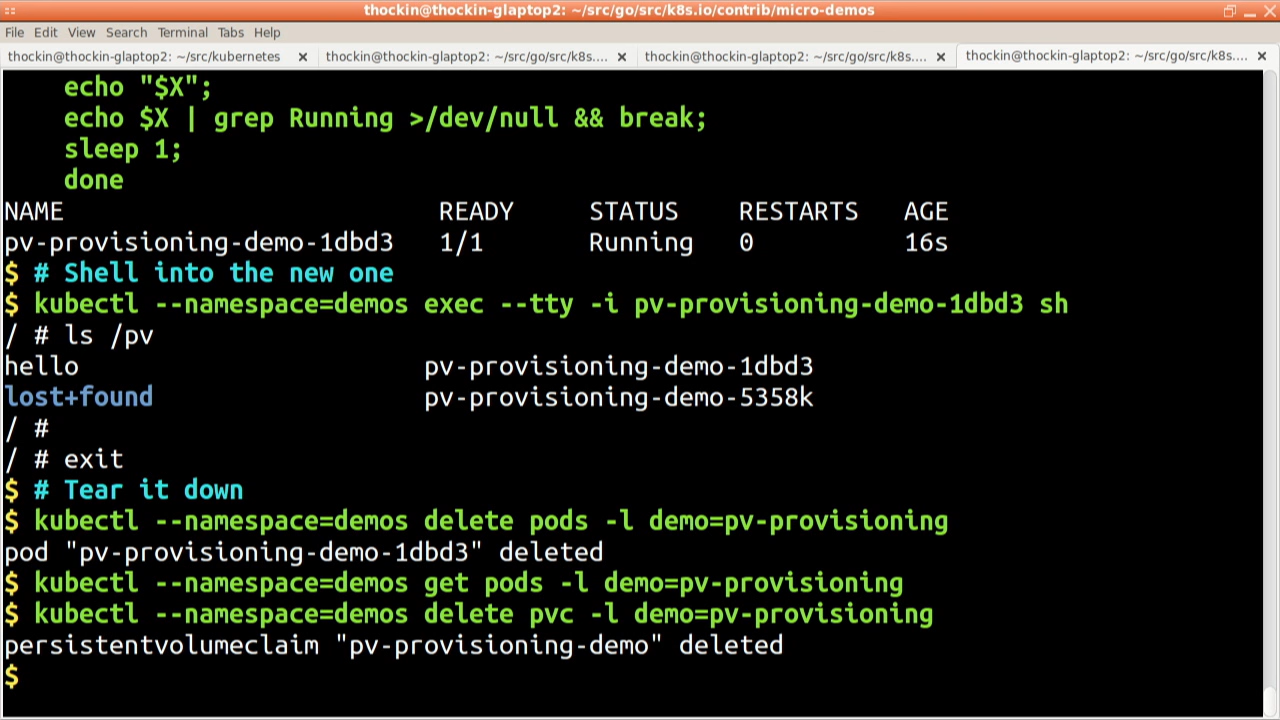 thockin@thockin-glaptop2: ~/src/go/src/k8s.io/contrib/micro-demos
File Edit View Search Terminal Tabs Help
thockin@thockin-glaptop2: ~/src/kubernetes thockin@thockin-glaptop2: ~/src/go/src/k8s.... thockin@thockin-glaptop2: ~/src/go/src/k8s.... thockin@thockin-glaptop2: ~/src/go/src/k8s....
echo "$X";
echo $X | grep Running >/dev/null && break;
sleep 1;
done
NAME READY STATUS RESTARTS AGE
pv-provisioning-demo-1dbd3 1/1 Running 0 16s
$ # Shell into the new one
$ kubectl --namespace=demos exec --tty -i pv-provisioning-demo-1dbd3 sh
/ # ls /pv
hello pv-provisioning-demo-1dbd3
lost+found pv-provisioning-demo-5358k
/ #
/ # exit
$ # Tear it down
$ kubectl --namespace=demos delete pods -l demo=pv-provisioning
pod "pv-provisioning-demo-1dbd3" deleted
$ kubectl --namespace=demos get pods -l demo=pv-provisioning
$ kubectl --namespace=demos delete pvc -l demo=pv-provisioning
persistentvolumeclaim "pv-provisioning-demo" deleted
$